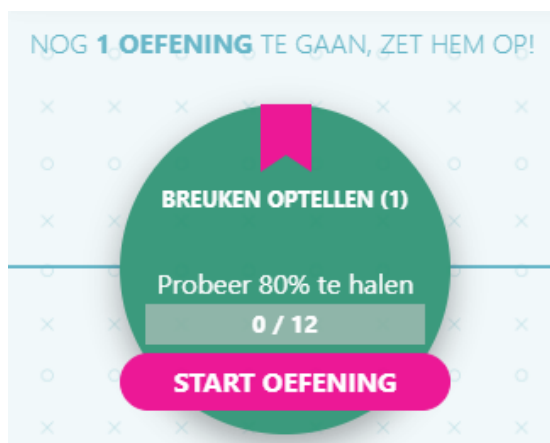 NOG 1 OEFENING TE GAAN, ZET HEM OP!
BREUKEN OPTELLEN (1)
Probeer 80% te halen
0 / 12
START OEFENING